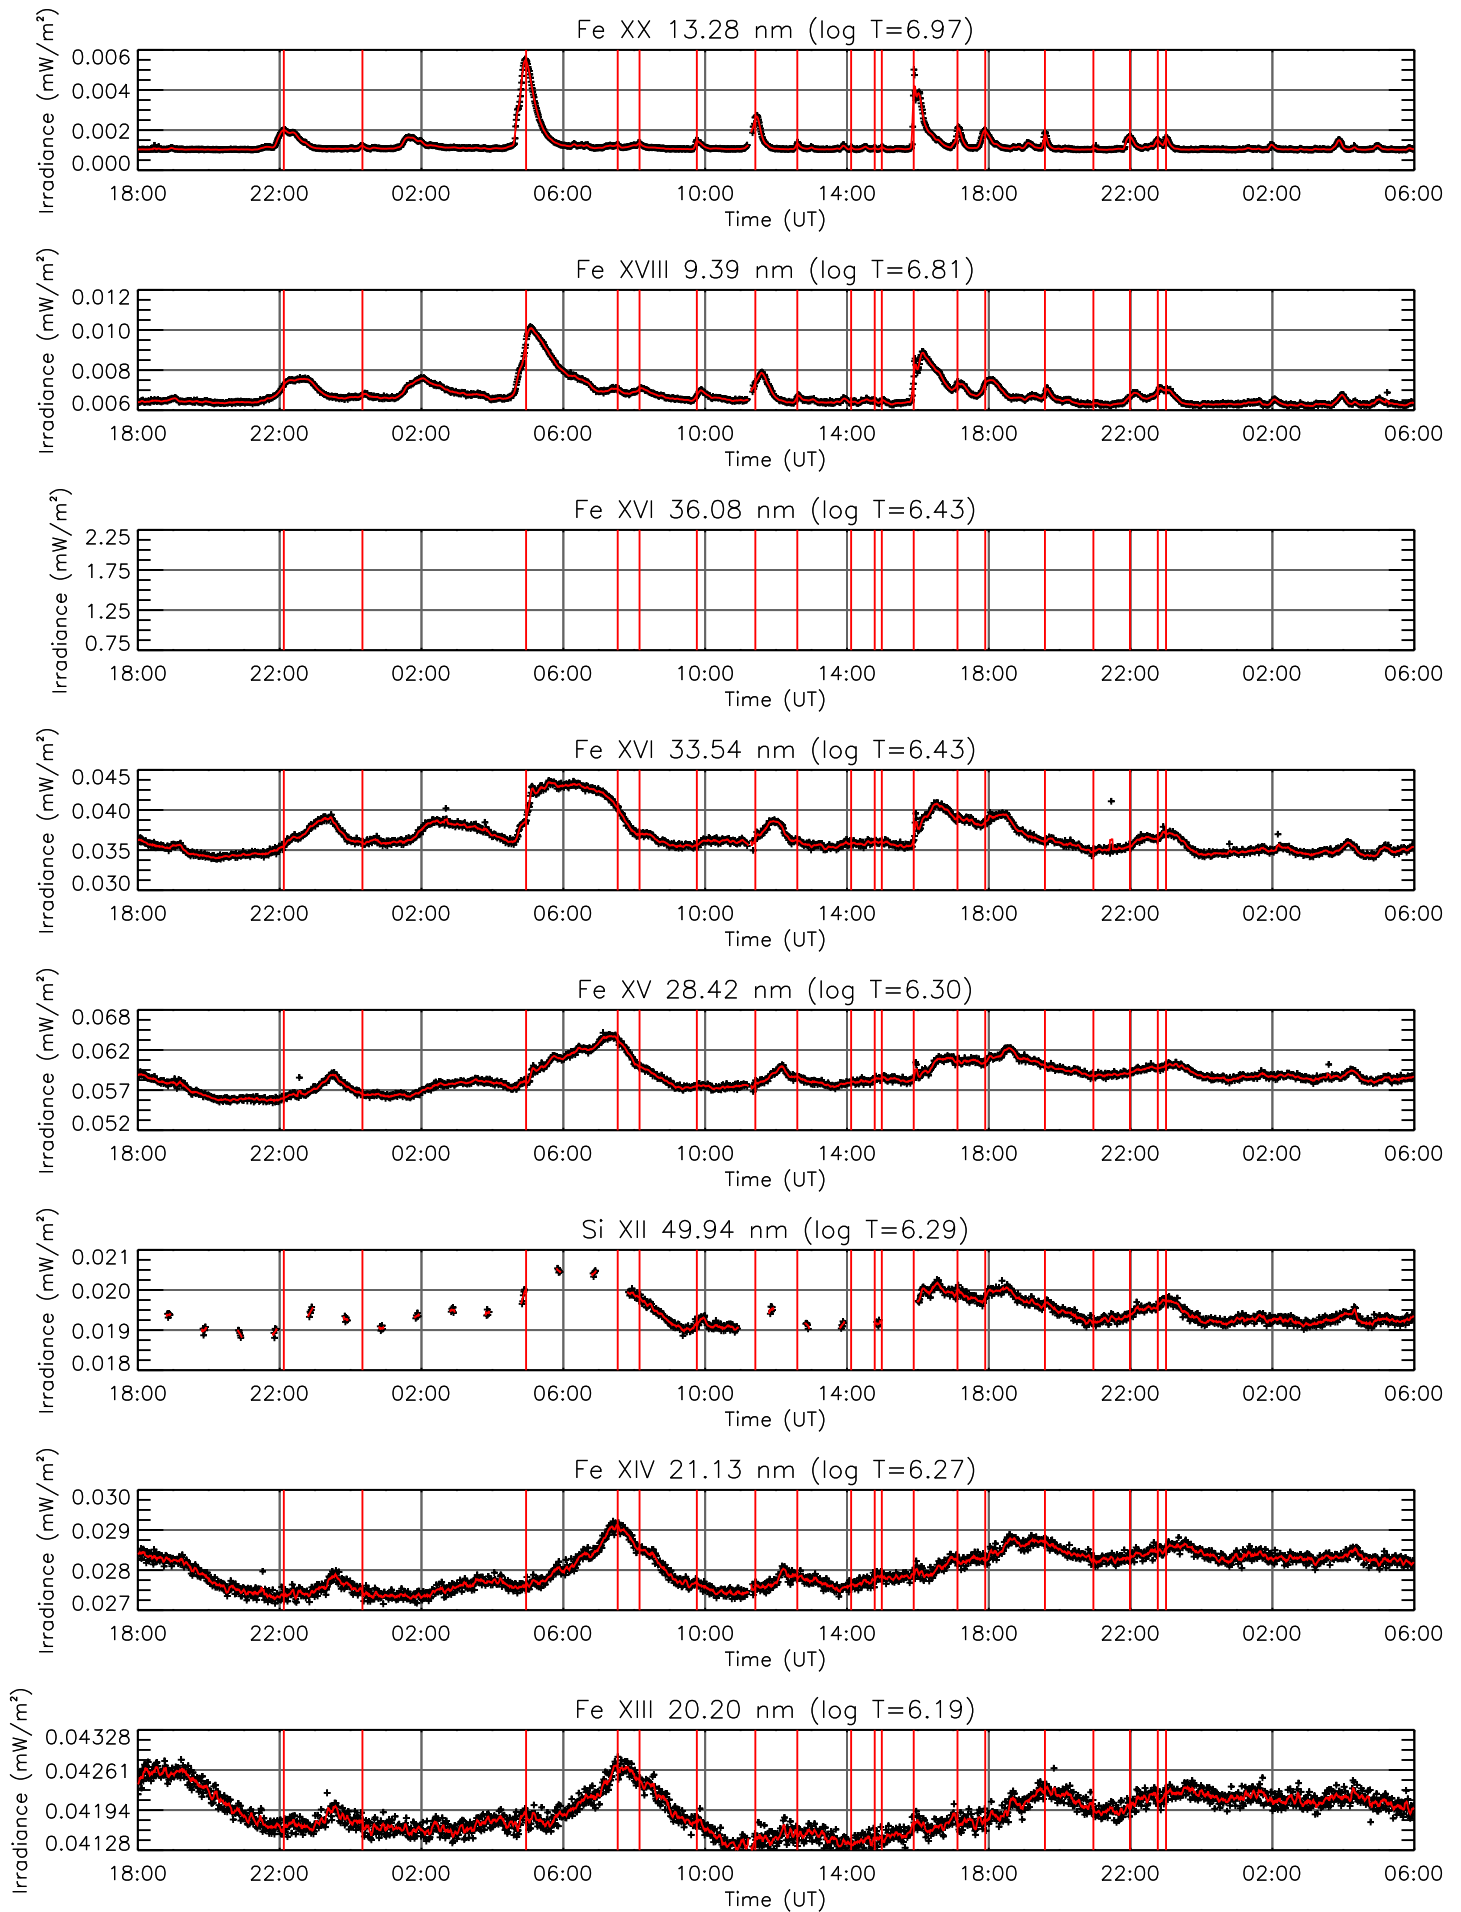 Fe XX 13.28 nm (log T=6.97)
Irradiance (mW/m²)
0.006
0.004
0.002
0.000
18:00 22:00 02:00 06:00 10:00 14:00 18:00 22:00 02:00 06:00
Time (UT)
Fe XVIII 9.39 nm (log T=6.81)
Irradiance (mW/m²)
0.012
0.010
0.008
0.006
18:00 22:00 02:00 06:00 10:00 14:00 18:00 22:00 02:00 06:00
Time (UT)
Fe XVI 36.08 nm (log T=6.43)
Irradiance (mW/m²)
2.25
1.75
1.25
0.75
18:00 22:00 02:00 06:00 10:00 14:00 18:00 22:00 02:00 06:00
Time (UT)
Fe XVI 33.54 nm (log T=6.43)
Irradiance (mW/m²)
0.045
0.040
0.035
0.030
18:00 22:00 02:00 06:00 10:00 14:00 18:00 22:00 02:00 06:00
Time (UT)
Fe XV 28.42 nm (log T=6.30)
Irradiance (mW/m²)
0.068
0.062
0.057
0.052
18:00 22:00 02:00 06:00 10:00 14:00 18:00 22:00 02:00 06:00
Time (UT)
Si XII 49.94 nm (log T=6.29)
Irradiance (mW/m²)
0.021
0.020
0.019
0.018
18:00 22:00 02:00 06:00 10:00 14:00 18:00 22:00 02:00 06:00
Time (UT)
Fe XIV 21.13 nm (log T=6.27)
Irradiance (mW/m²)
0.030
0.029
0.028
0.027
18:00 22:00 02:00 06:00 10:00 14:00 18:00 22:00 02:00 06:00
Time (UT)
Fe XIII 20.20 nm (log T=6.19)
Irradiance (mW/m²)
0.04328
0.04261
0.04194
0.04128
18:00 22:00 02:00 06:00 10:00 14:00 18:00 22:00 02:00 06:00
Time (UT)